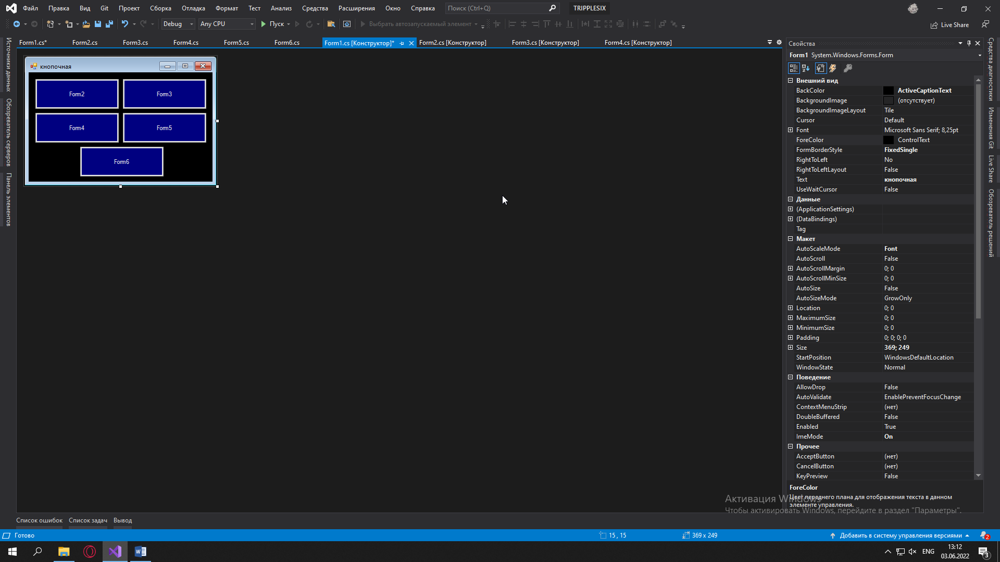 Файл Правка Вид Git Проект Сборка Отладка Формат Тест Анализ Средства Расширения Окно Справка Поиск (Ctrl+Q) TRIPPLESIX
Debug Any CPU Пуск Выбрать автозапускаемый элемент Live Share
Form1.cs* Form2.cs Form3.cs Form4.cs Form5.cs Form6.cs Form1.cs [Конструктор]* Form2.cs [Конструктор] Form3.cs [Конструктор] Form4.cs [Конструктор]
Источники данных
Обозреватель серверов
Панель элементов
кнопочная
Form2 Form3
Form4 Form5
Form6
Свойства
Form1 System.Windows.Forms.Form
Внешний вид
BackColor ActiveCaptionText
BackgroundImage (отсутствует)
BackgroundImageLayout Tile
Cursor Default
Font Microsoft Sans Serif; 8,25pt
ForeColor ControlText
FormBorderStyle FixedSingle
RightToLeft No
RightToLeftLayout False
Text кнопочная
UseWaitCursor False
Данные
(ApplicationSettings)
(DataBindings)
Tag
Макет
AutoScaleMode Font
AutoScroll False
AutoScrollMargin 0; 0
AutoScrollMinSize 0; 0
AutoSize False
AutoSizeMode GrowOnly
Location 0; 0
MaximumSize 0; 0
MinimumSize 0; 0
Padding 0; 0; 0; 0
Size 369; 249
StartPosition WindowsDefaultLocation
WindowState Normal
Поведение
AllowDrop False
AutoValidate EnablePreventFocusChange
ContextMenuStrip (нет)
DoubleBuffered False
Enabled True
ImeMode On
Прочее
AcceptButton (нет)
CancelButton (нет)
KeyPreview False
ForeColor
Цвет переднего плана для отображения текста в данном
элементе управления.
Средства диагностики
Изменения Git
Live Share
Обозреватель решений
Активация Windows
Чтобы активировать Windows, перейдите в раздел "Параметры".
Список ошибок Список задач Вывод
Готово 15 , 15 369 x 249 Добавить в систему управления версиями 2
ENG 13:12
03.06.2022 3